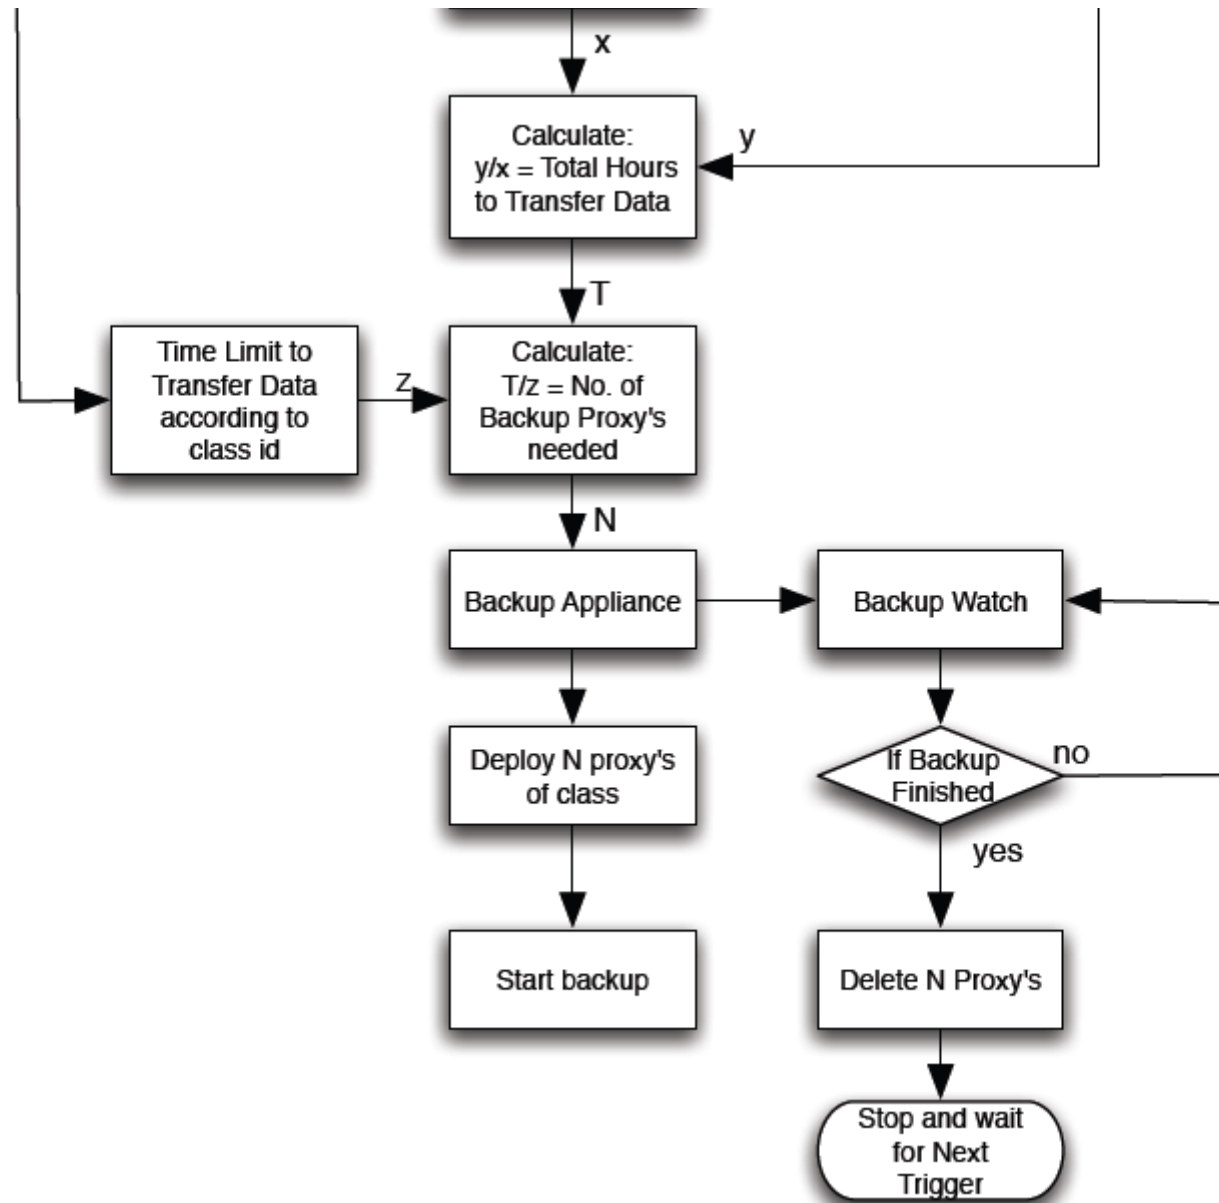 x
Calculate:
y/x = Total Hours
to Transfer Data
y
T
Time Limit to
Transfer Data
according to
class id
z
Calculate:
T/z = No. of
Backup Proxy's
needed
N
Backup Appliance
Backup Watch
Deploy N proxy's
of class
If Backup
Finished
no
yes
Start backup
Delete N Proxy's
Stop and wait
for Next
Trigger